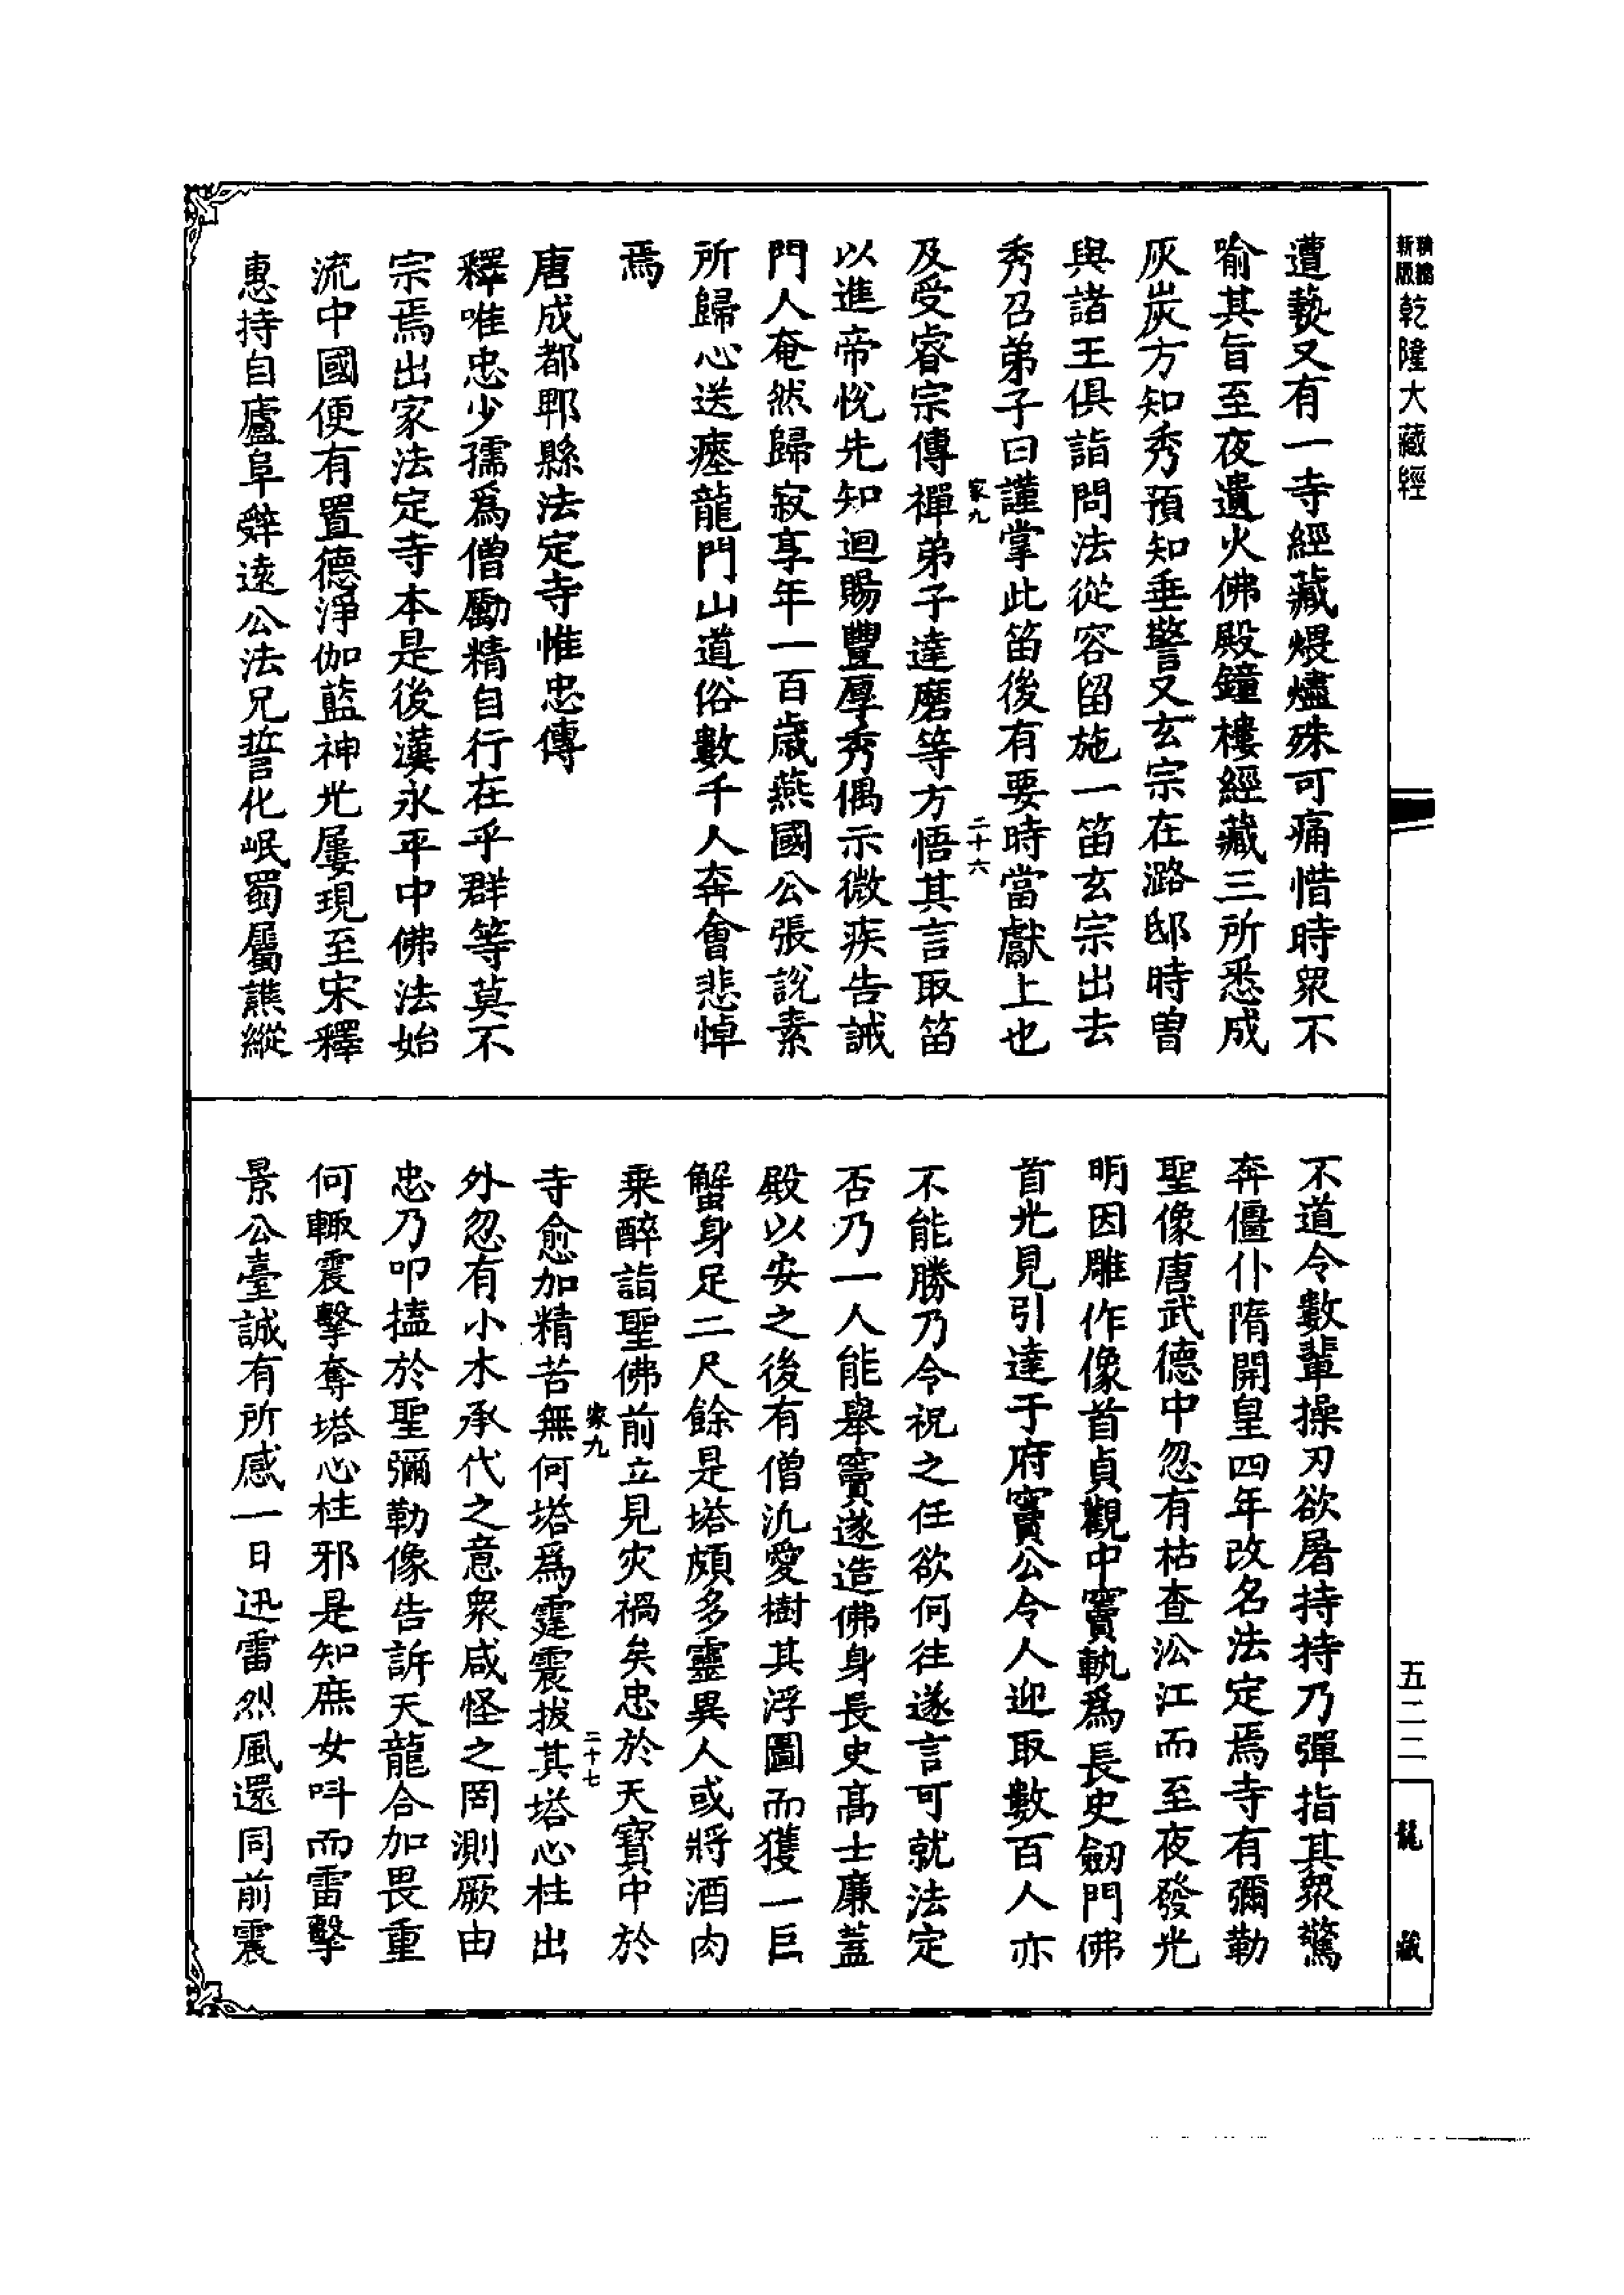 新版
精縮
乾隆大藏經
遭爇又有一寺經藏煨燼殊可痛惜時眾不
喻其旨至夜遺火佛殿鐘樓經藏三所悉成
灰炭方知秀預知垂警又玄宗在潞邸時曾
與諸王俱詣問法從容留施一笛玄宗出去
秀召弟子曰謹掌此笛後有要時當獻上也
家九
二十六
及受睿宗傳禪弟子達磨等方悟其言取笛
以進帝悅先知迴賜豐厚秀偶示微疾告誡
門人奄然歸寂享年一百歲燕國公張說素
所歸心送瘞龍門山道俗數千人奔會悲悼
焉
唐成都郫縣法定寺惟忠傳
釋唯忠少孺爲僧勵精自行在乎群等莫不
宗焉出家法定寺本是後漢永平中佛法始
流中國便有置德淨伽藍神光屢現至宋釋
惠持自廬阜辭遠公法兄誓化岷蜀屬譙縱
不道令數輩操刃欲屠持持乃彈指其眾驚
奔僵仆隋開皇四年改名法定焉寺有彌勒
聖像唐武德中忽有枯查㳂江而至夜發光
明因雕作像首貞觀中竇軌爲長史劒門佛
首光見引達于府竇公令人迎取數百人亦
不能勝乃令祝之任欲何往遂言可就法定
否乃一人能舉竇遂造佛身長史高士廉蓋
殿以安之後有僧氿愛樹其浮圖而獲一巨
蟹身足二尺餘是塔頗多靈異人或將酒肉
乗醉詣聖佛前立見灾禍矣忠於天寶中於
家九
二十七
寺愈加精苦無何塔爲霆震拔其塔心柱出
外忽有小木承代之意眾咸怪之罔測厥由
忠乃叩搕於聖彌勒像告訴天龍合加畏重
何輙震擊奪塔心柱邪是知庶女呌而雷擊
景公臺誠有所感一日迅雷烈風還同前震
五二二
龍藏